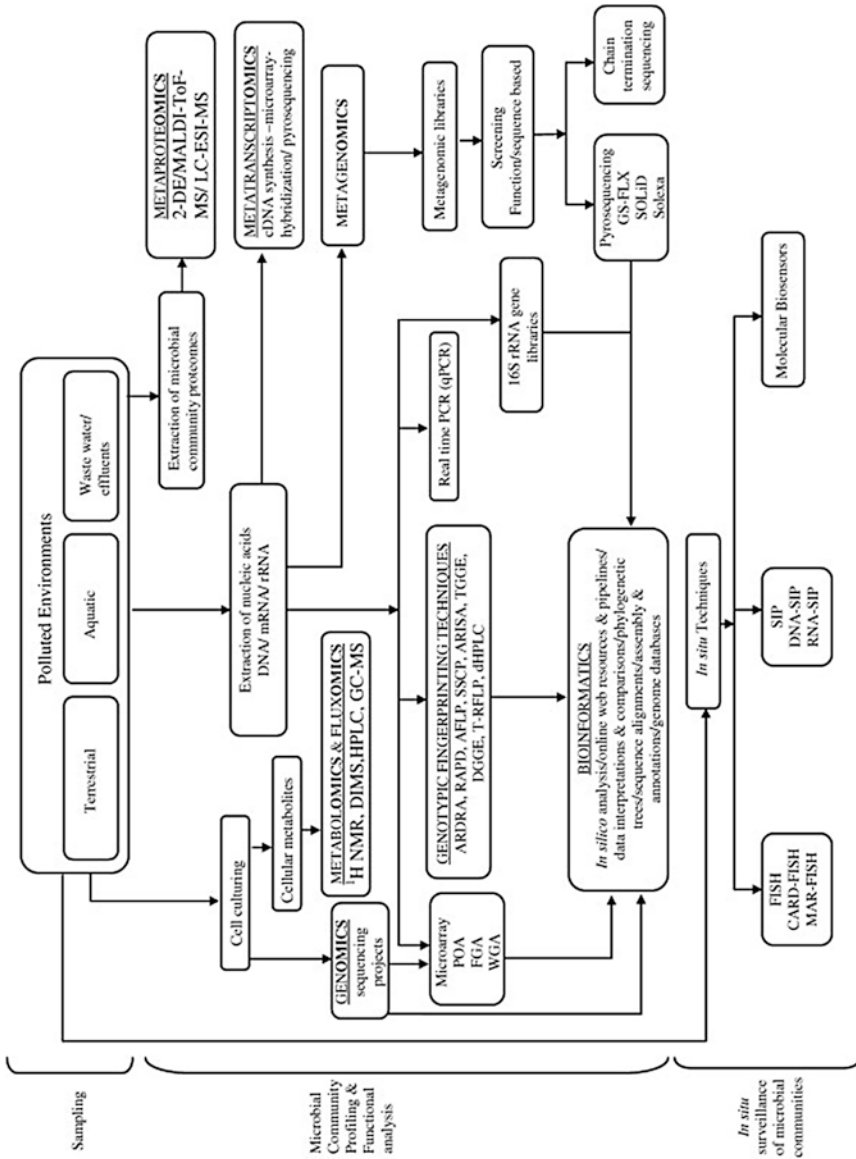 Sampling
Polluted Environments
Terrestrial
Aquatic
Waste water/
effluents
Microbial
Community
Profiling &
Functional
analysis
Cell culturing
Cellular metabolites
GENOMICS
sequencing
projects
METABOLOMICS & FLUXOMICS
1H NMR, DIMS,HPLC, GC-MS
Extraction of nucleic acids
DNA/ mRNA/ rRNA
Extraction of microbial
community proteomes
METAPROTEOMICS
2-DE/MALDI-ToF-
MS/ LC-ESI-MS
METATRANSCRIPTOMICS
cDNA synthesis –microarray-
hybridization/ pyrosequencing
METAGENOMICS
Metagenomic libraries
Screening
Function/sequence based
Pyrosequencing
GS-FLX
SOLiD
Solexa
Chain
termination
sequencing
Microarray
POA
FGA
WGA
GENOTYPIC FINGERPRINTING TECHNIQUES
ARDRA, RAPD, AFLP, SSCP, ARISA, TGGE,
DGGE, T-RFLP, dHPLC
Real time PCR (qPCR)
16S rRNA gene
libraries
BIOINFORMATICS
In silico analysis/online web resources & pipelines/
data interpretations & comparisons/phylogenetic
trees/sequence alignments/assembly &
annotations/genome databases
In situ
surveillance
of microbial
communities
In situ Techniques
FISH
CARD-FISH
MAR-FISH
SIP
DNA-SIP
RNA-SIP
Molecular Biosensors